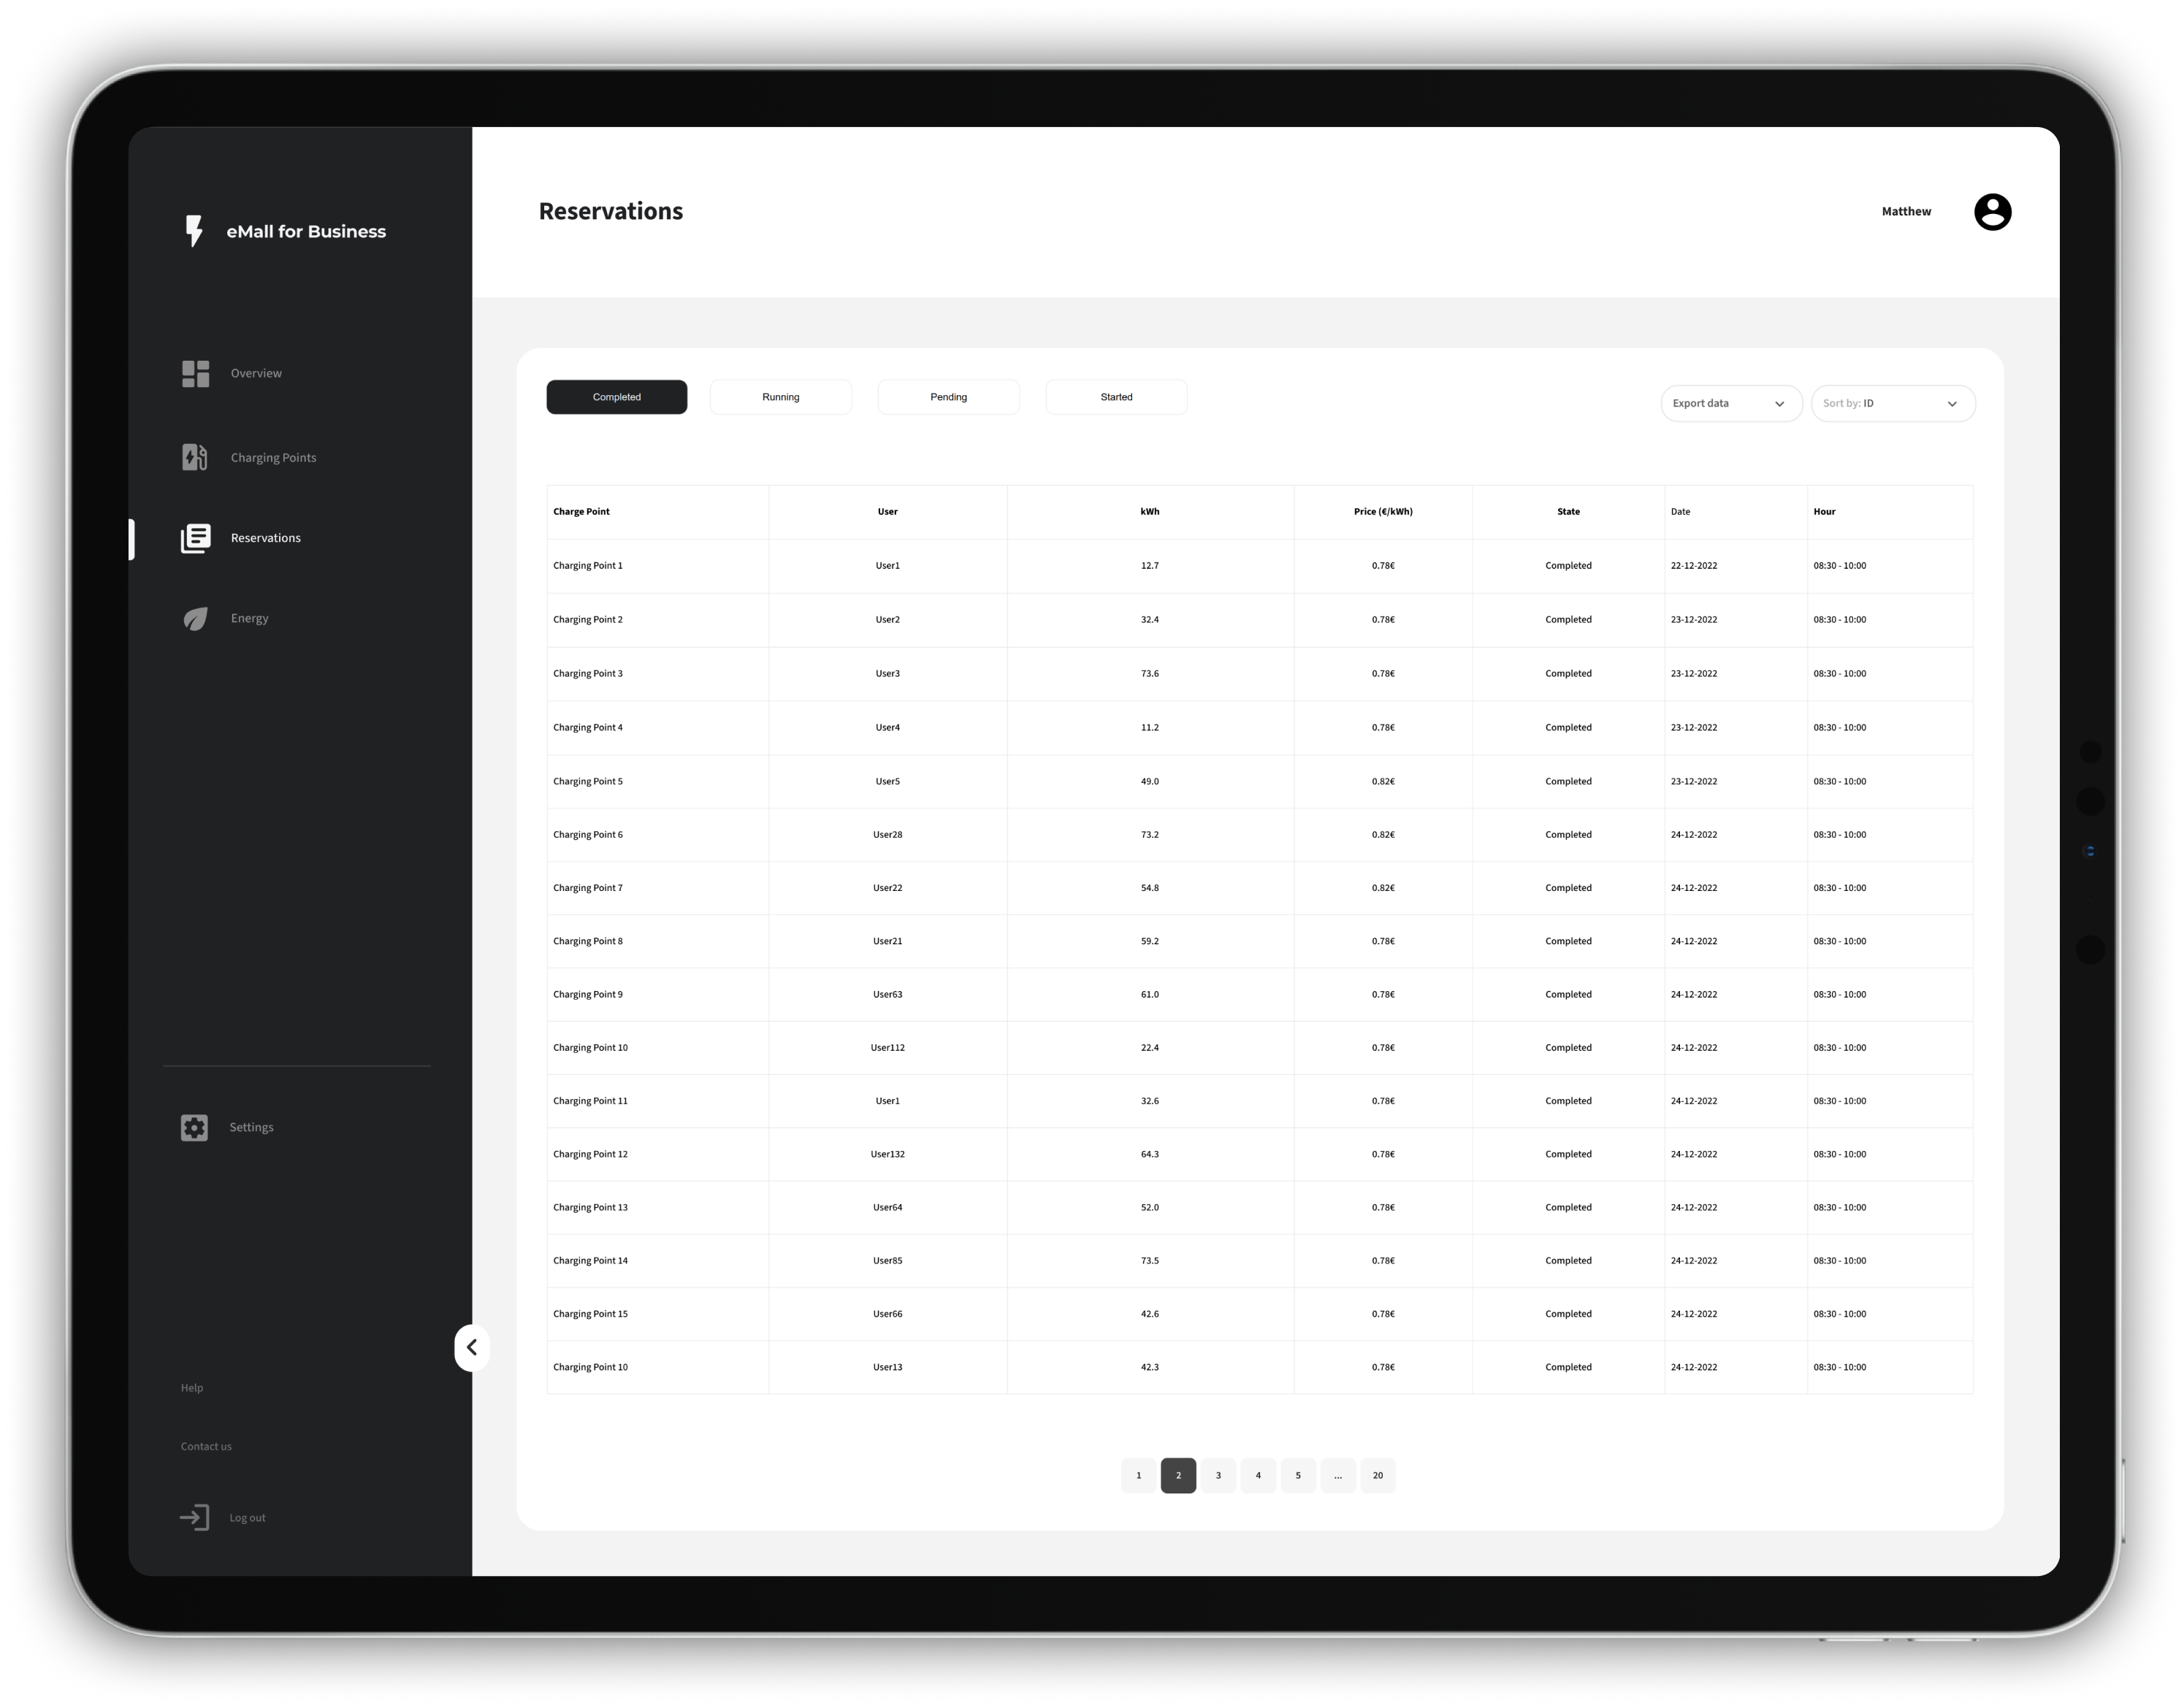 eMall for Business
Overview
Charging Points
Reservations
Energy
Settings
Help
Contact us
Log out
Reservations
Matthew
Completed Running Pending Started
Export data Sort by: ID
Charge Point User kWh Price (€/kWh) State Date Hour
Charging Point 1 User1 12.7 0.78€ Completed 22-12-2022 08:30 - 10:00
Charging Point 2 User2 32.4 0.78€ Completed 23-12-2022 08:30 - 10:00
Charging Point 3 User3 73.6 0.78€ Completed 23-12-2022 08:30 - 10:00
Charging Point 4 User4 11.2 0.78€ Completed 23-12-2022 08:30 - 10:00
Charging Point 5 User5 49.0 0.82€ Completed 23-12-2022 08:30 - 10:00
Charging Point 6 User28 73.2 0.82€ Completed 24-12-2022 08:30 - 10:00
Charging Point 7 User22 54.8 0.82€ Completed 24-12-2022 08:30 - 10:00
Charging Point 8 User21 59.2 0.78€ Completed 24-12-2022 08:30 - 10:00
Charging Point 9 User63 61.0 0.78€ Completed 24-12-2022 08:30 - 10:00
Charging Point 10 User112 22.4 0.78€ Completed 24-12-2022 08:30 - 10:00
Charging Point 11 User1 32.6 0.78€ Completed 24-12-2022 08:30 - 10:00
Charging Point 12 User132 64.3 0.78€ Completed 24-12-2022 08:30 - 10:00
Charging Point 13 User64 52.0 0.78€ Completed 24-12-2022 08:30 - 10:00
Charging Point 14 User85 73.5 0.78€ Completed 24-12-2022 08:30 - 10:00
Charging Point 15 User66 42.6 0.78€ Completed 24-12-2022 08:30 - 10:00
Charging Point 10 User13 42.3 0.78€ Completed 24-12-2022 08:30 - 10:00
1 2 3 4 5 ... 20